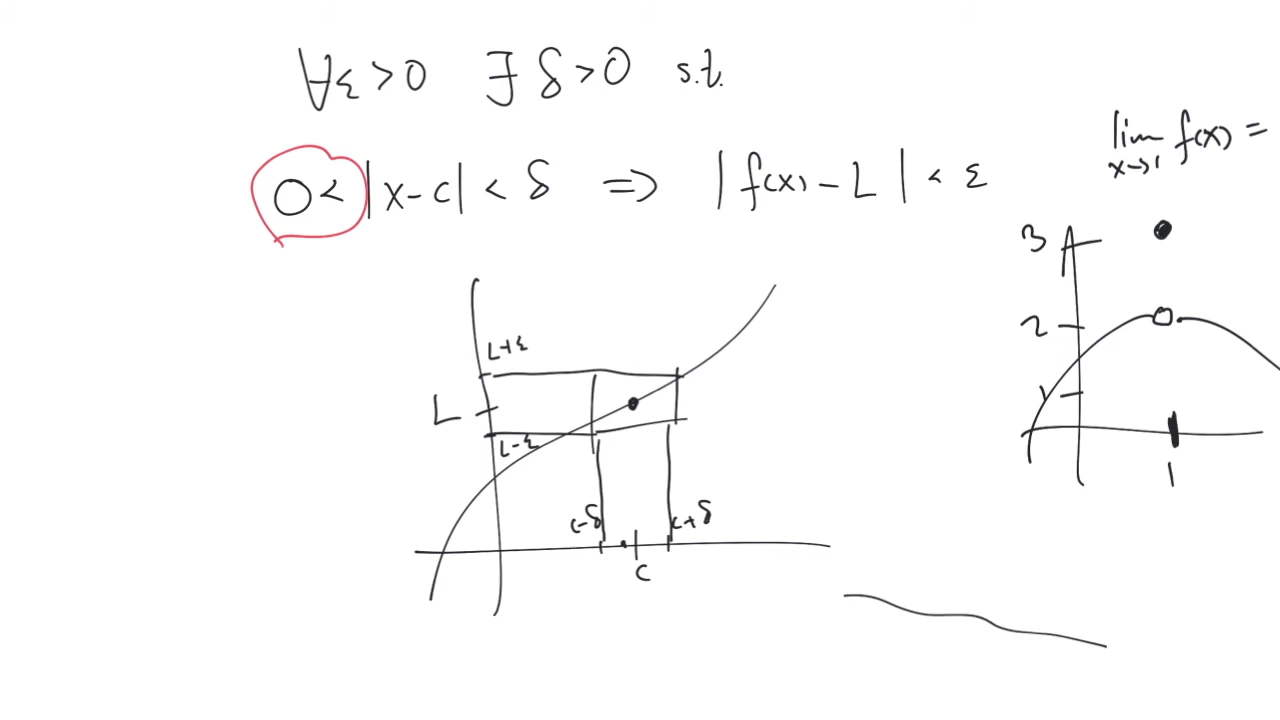 ∀ε>0 ∃ δ>0 s.t.
0<|x-c|<δ ⇒ |f(x)-L|<ε
lim f(x)=
x→1
3
2
1
1
L+ε
L
L-ε
c-δ
c+δ
c